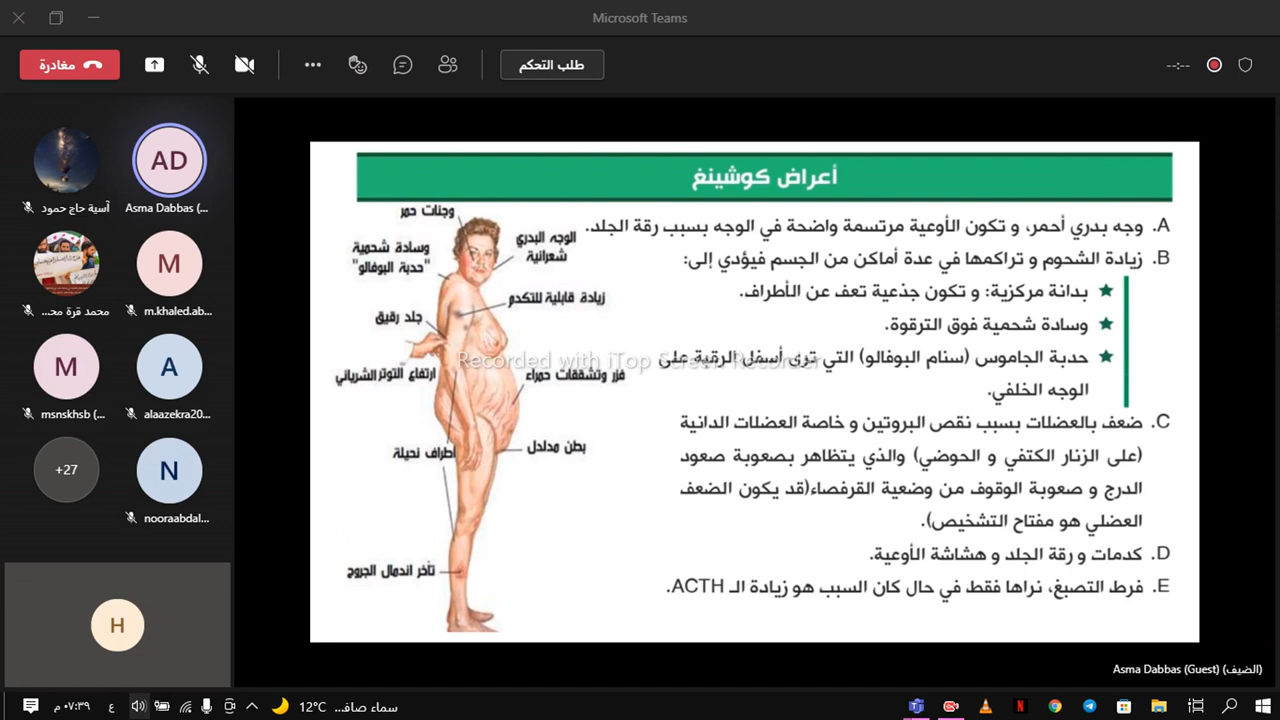 Microsoft Teams
مغادرة
طلب التحكم
--:--
AD
آسية حاج حمود
Asma Dabbas (...
M
محمد قرة محـ...
m.khaled.ab...
M
A
msnskhsb (...
alaazekra20...
+27
N
nooraabdal...
H
أعراض كوشينغ
A. وجه بدري أحمر، و تكون الأوعية مرتسمة واضحة في الوجه بسبب رقة الجلد.
B. زيادة الشحوم و تراكمها في عدة أماكن من الجسم فيؤدي إلى:
★ بدانة مركزية: و تكون جذعية تعف عن الأطراف.
★ وسادة شحمية فوق الترقوة.
★ حدبة الجاموس (سنام البوفالو) التي ترى أسفل الرقبة على
الوجه الخلفي.
C. ضعف بالعضلات بسبب نقص البروتين و خاصة العضلات الدانية
(على الزنار الكتفي و الحوضي) والذي يتظاهر بصعوبة صعود
الدرج و صعوبة الوقوف من وضعية القرفصاء(قد يكون الضعف
العضلي هو مفتاح التشخيص).
D. كدمات و رقة الجلد و هشاشة الأوعية.
E. فرط التصبغ، نراها فقط في حال كان السبب هو زيادة الـ ACTH.
وجنات حمر
الوجه البدري
شعرانية
وسادة شحمية
"حدبة البوفالو"
زيادة قابلية للتكدم
جلد رقيق
ارتفاع التوتر الشرياني
فزر وتشققات حمراء
بطن مدلدل
أطراف نحيلة
تأخر اندمال الجروح
Recorded with iTop Screen Recorder
Asma Dabbas (Guest) (الضيف)
٠٧:٣٩ م
ع
12°C
سماء صافـ...